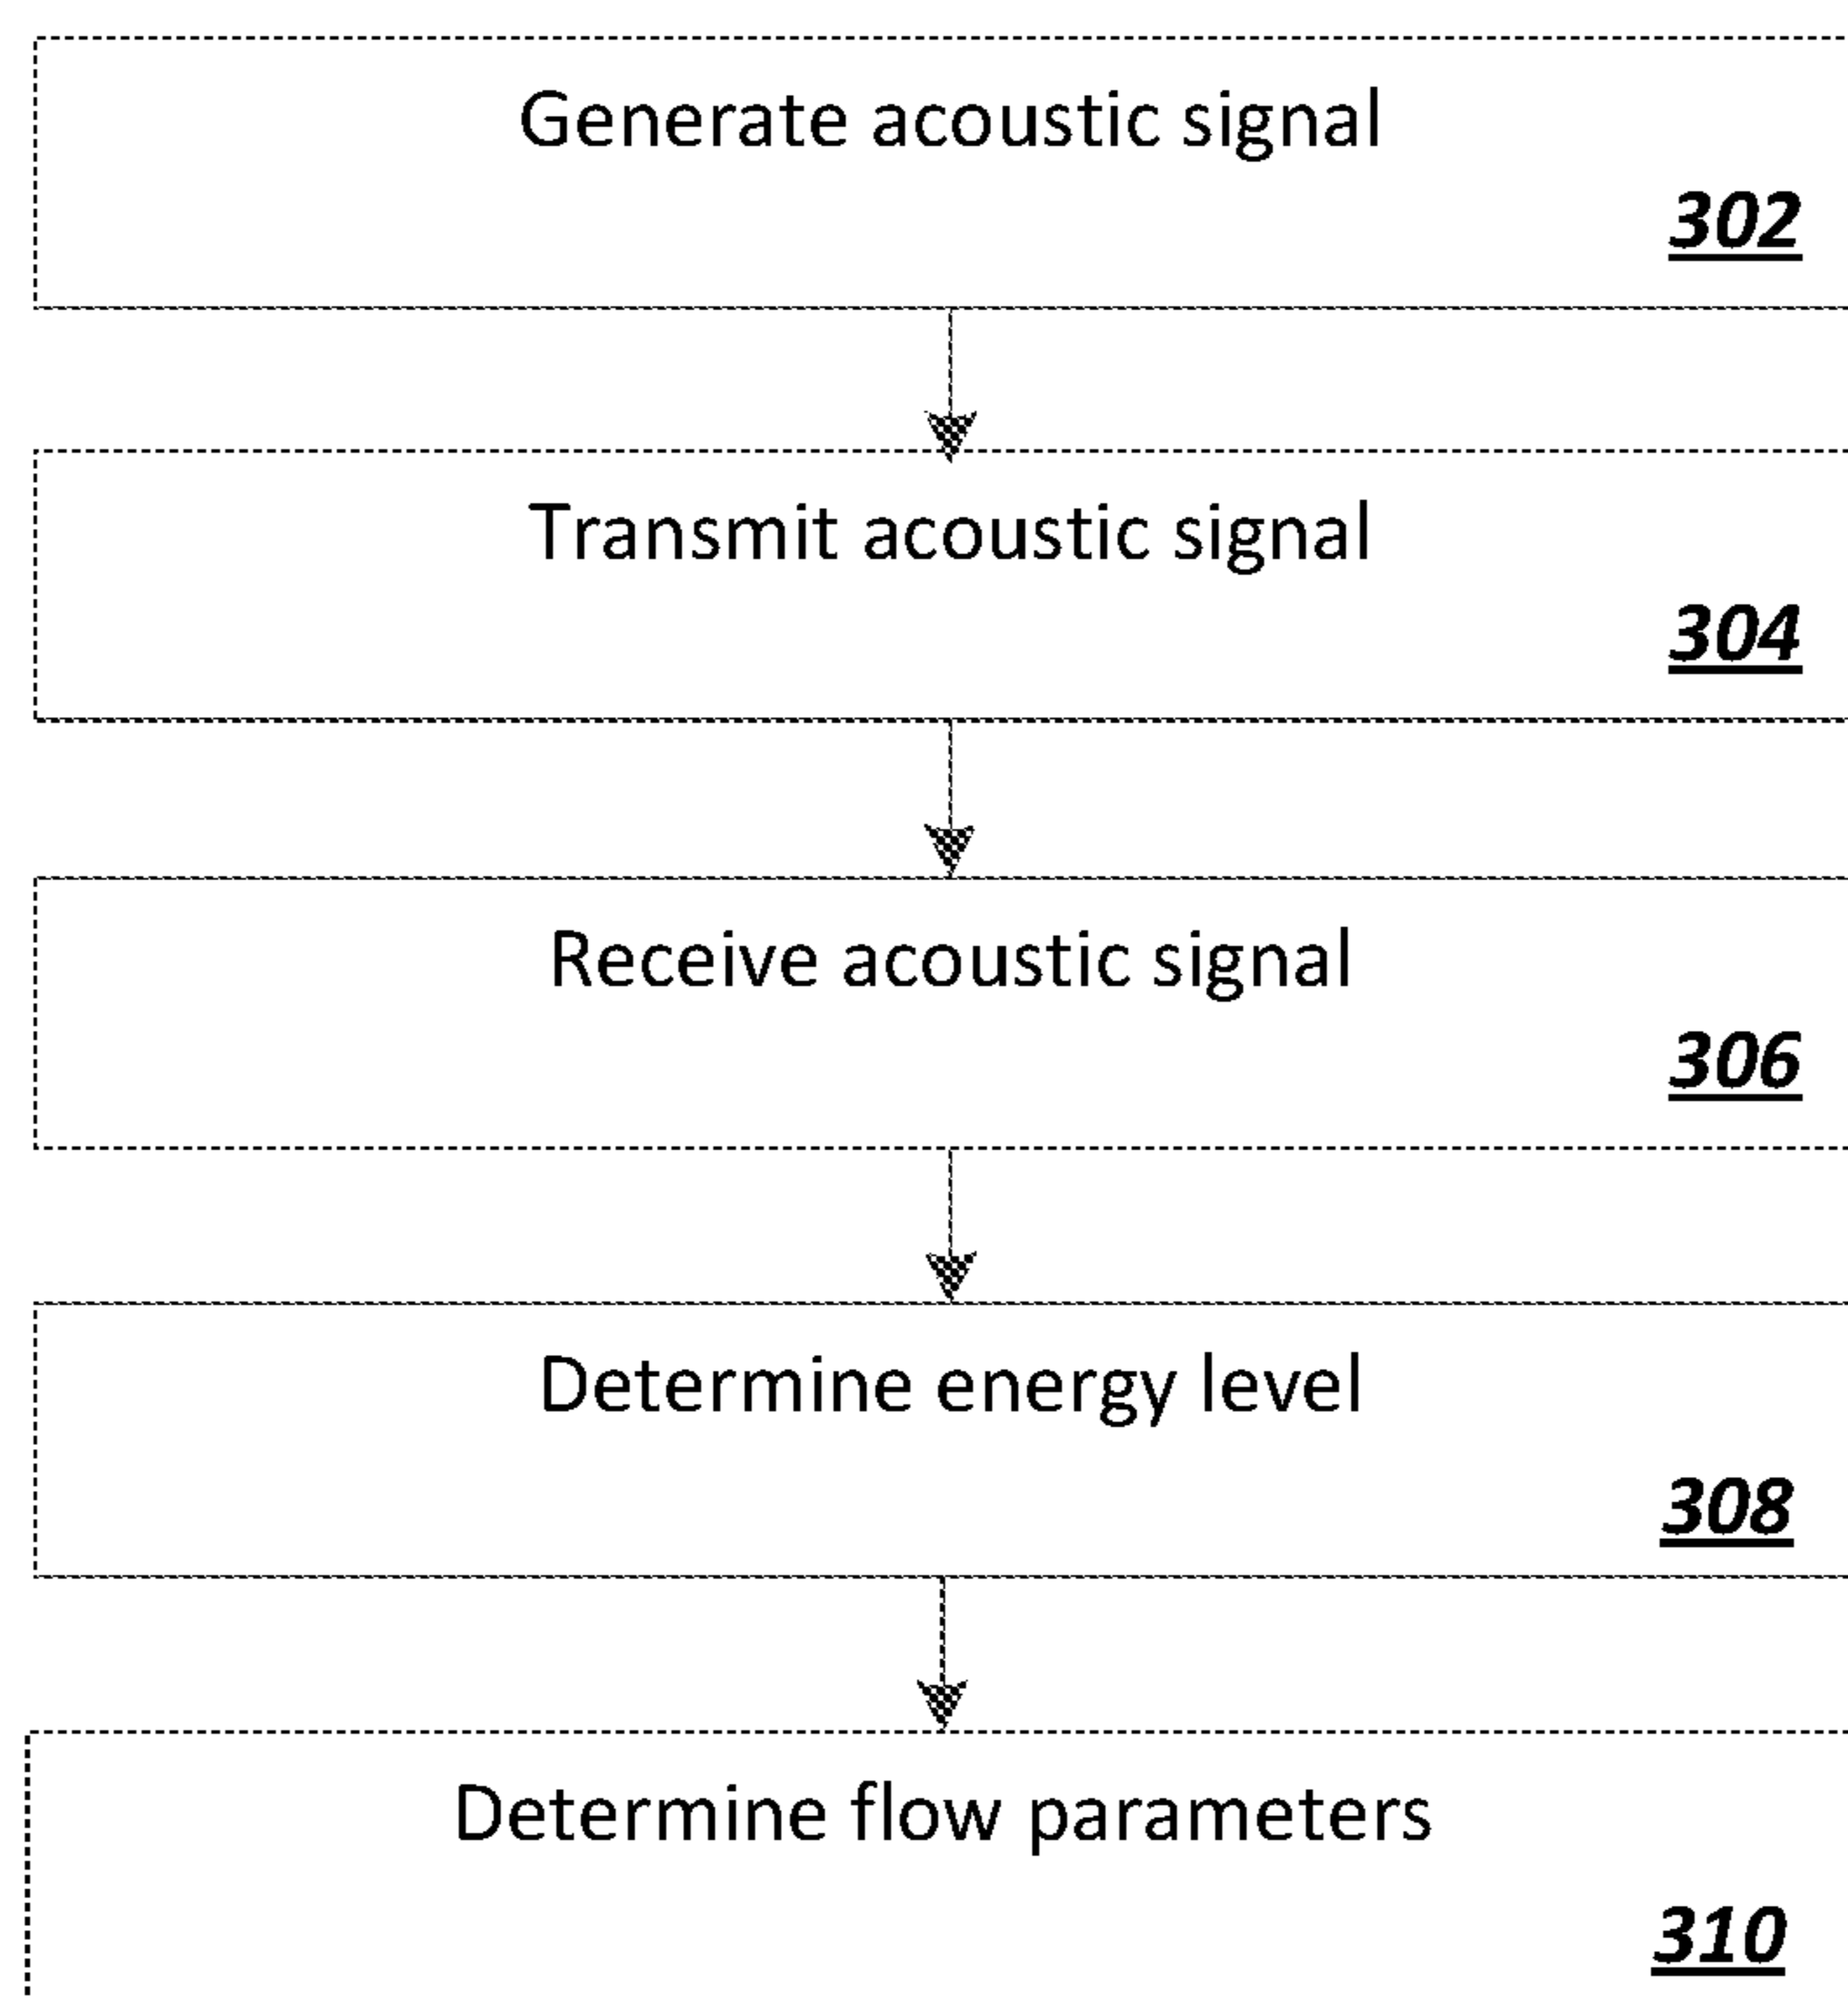 Generate acoustic signal
302
Transmit acoustic signal
304
Receive acoustic signal
306
Determine energy level
308
Determine flow parameters
310